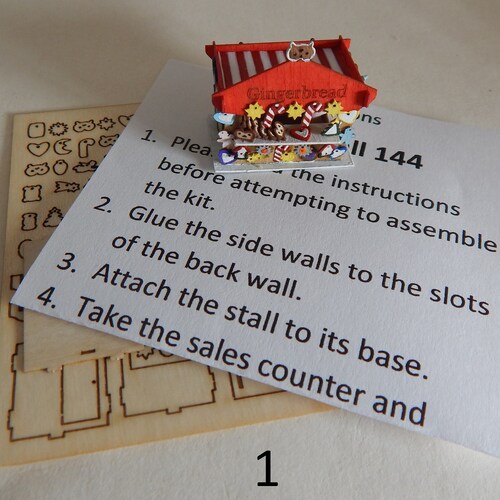 Gingerbread
ll 144
1. the instructions
before attempting to assemble
the kit.
2. Glue the side walls to the slots
of the back wall.
3. Attach the stall to its base.
4. Take the sales counter and
1